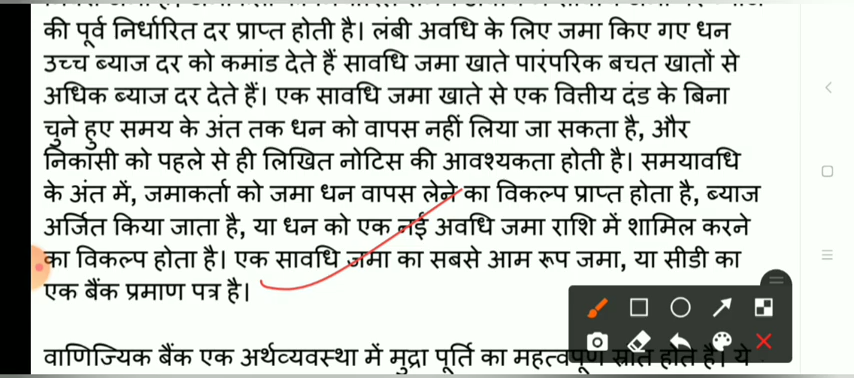 की पूर्व निर्धारित दर प्राप्त होती है। लंबी अवधि के लिए जमा किए गए धन
उच्च ब्याज दर को कमांड देते हैं सावधि जमा खाते पारंपरिक बचत खातों से
अधिक ब्याज दर देते हैं। एक सावधि जमा खाते से एक वित्तीय दंड के बिना
चुने हुए समय के अंत तक धन को वापस नहीं लिया जा सकता है, और
निकासी को पहले से ही लिखित नोटिस की आवश्यकता होती है। समयावधि
के अंत में, जमाकर्ता को जमा धन वापस लेने का विकल्प प्राप्त होता है, ब्याज
अर्जित किया जाता है, या धन को एक नई अवधि जमा राशि में शामिल करने
का विकल्प होता है। एक सावधि जमा का सबसे आम रूप जमा, या सीडी का
एक बैंक प्रमाण पत्र है।
वाणिज्यिक बैंक एक अर्थव्यवस्था में मुद्रा पूर्ति का महत्वपूर्ण स्रोत होते है। ये